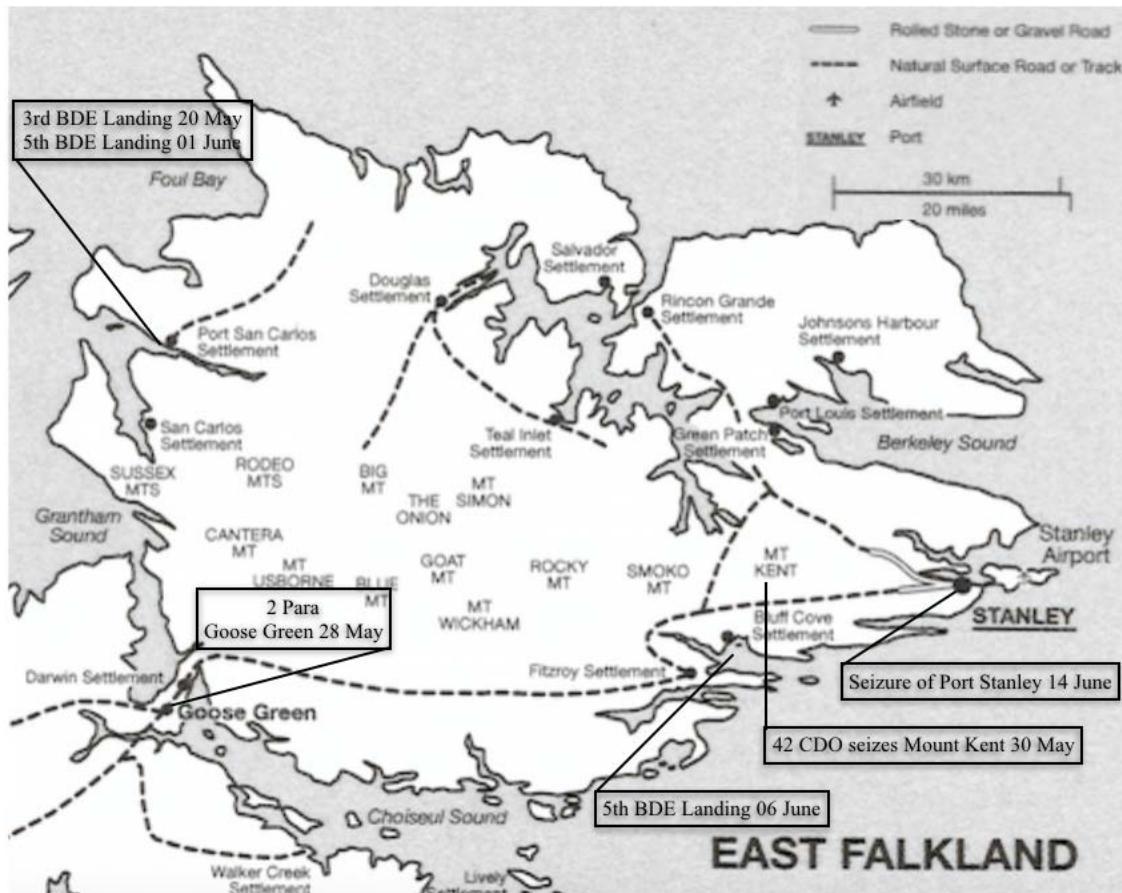 Rolled Stone or Gravel Road
Natural Surface Road or Track
Airfield
STANLEY Port
30 km
20 miles
3rd BDE Landing 20 May
5th BDE Landing 01 June
Foul Bay
Salvador
Settlement
Douglas
Settlement
Rincon Grande
Settlement
Johnsons Harbour
Settlement
Port San Carlos
Settlement
San Carlos
Settlement
Teal Inlet
Settlement
Port Louis Settlement
Green Patch
Settlement
Berkeley Sound
SUSSEX
MTS
RODEO
MTS
BIG
MT
MT
SIMON
THE
ONION
Grantham
Sound
CANTERA
MT
MT
USBORNE
BLUE
MT
GOAT
MT
ROCKY
MT
SMOKO
MT
MT
KENT
MT
WICKHAM
Stanley
Airport
STANLEY
2 Para
Goose Green 28 May
Bluff Cove
Settlement
Darwin Settlement
Fitzroy Settlement
Goose Green
Seizure of Port Stanley 14 June
42 CDO seizes Mount Kent 30 May
5th BDE Landing 06 June
Choiseul Sound
EAST FALKLAND
Walker Creek
Settlement
Lively
Settlement